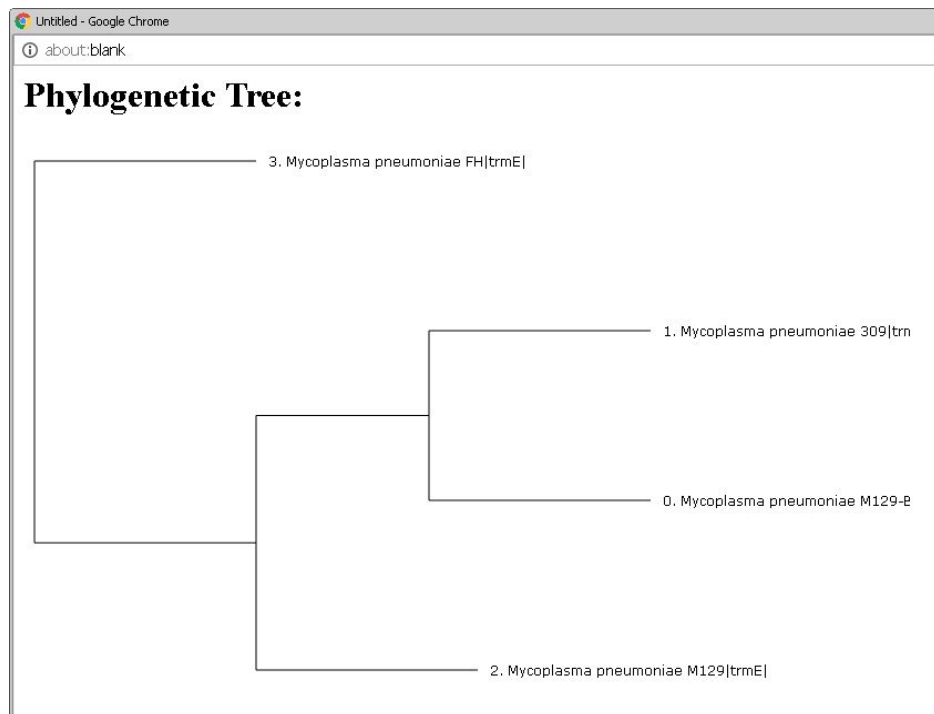 Untitled - Google Chrome
about:blank
Phylogenetic Tree:
3. Mycoplasma pneumoniae FH|trmE|
1. Mycoplasma pneumoniae 309|trn
0. Mycoplasma pneumoniae M129-B
2. Mycoplasma pneumoniae M129|trmE|